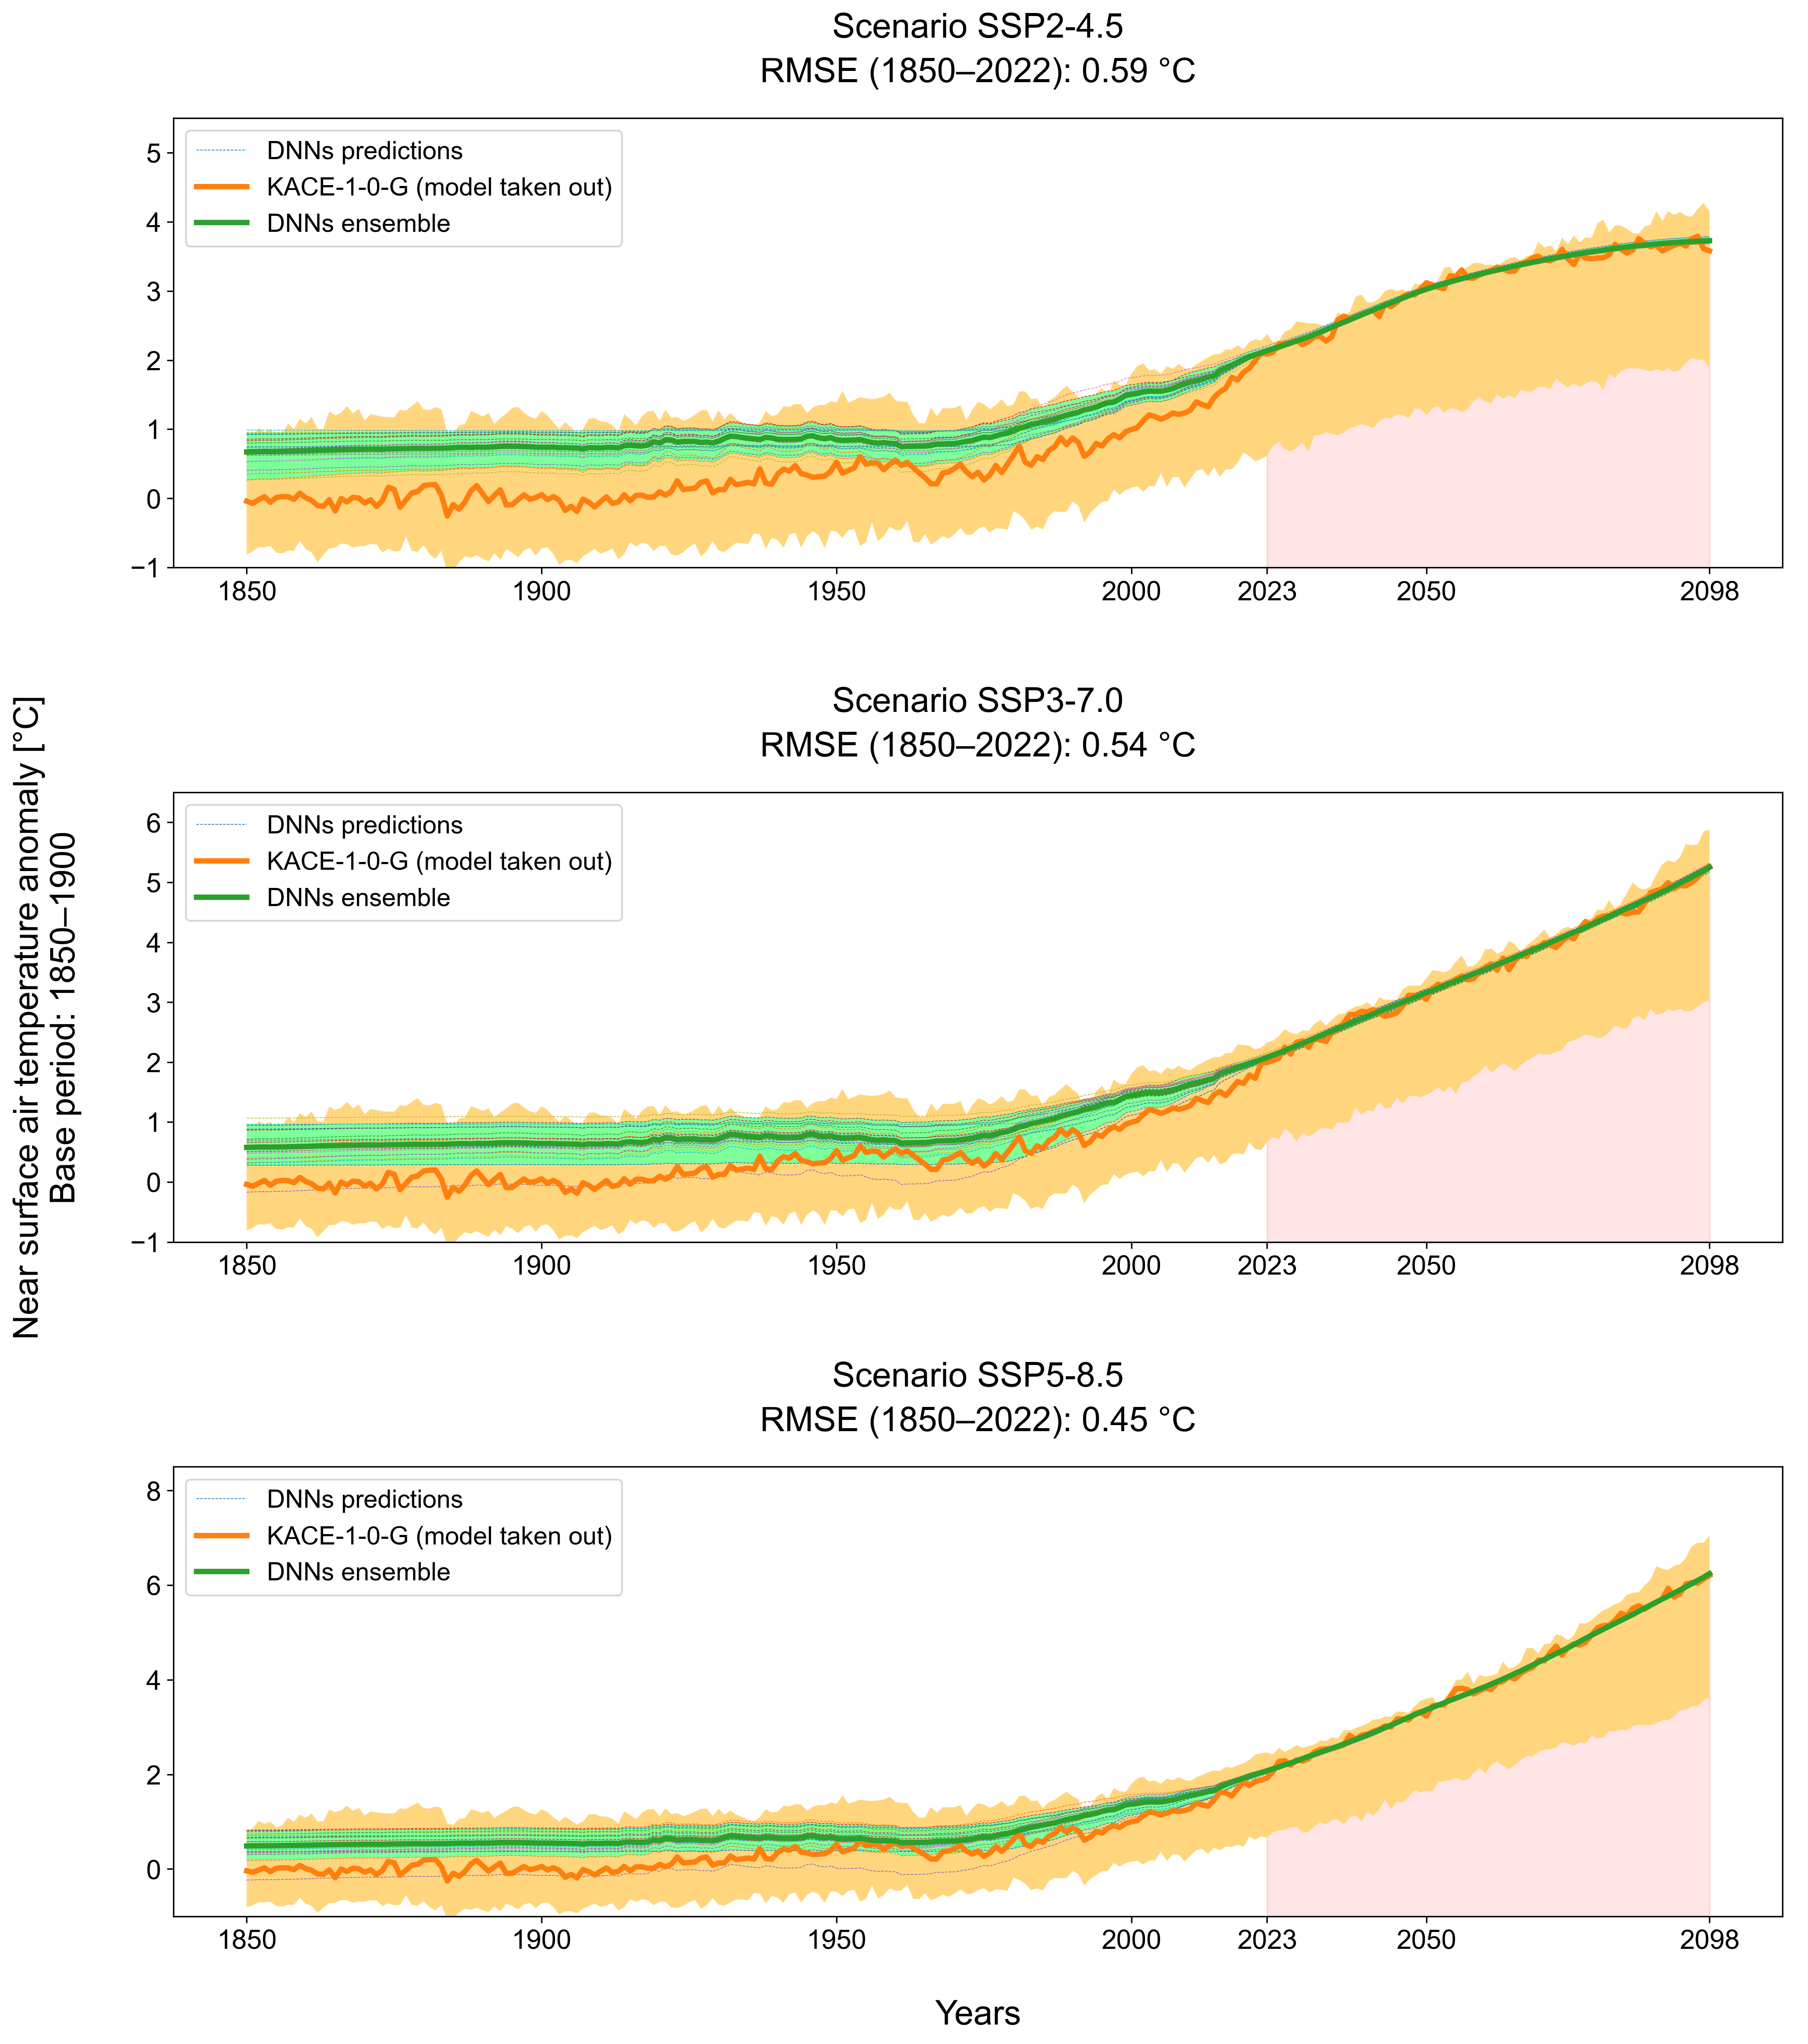 Scenario SSP2-4.5
RMSE (1850–2022): 0.59 °C
DNNs predictions
KACE-1-0-G (model taken out)
DNNs ensemble
5
4
3
2
1
0
−1
1850 1900 1950 2000 2023 2050 2098
Near surface air temperature anomaly [°C]
Base period: 1850–1900
Scenario SSP3-7.0
RMSE (1850–2022): 0.54 °C
DNNs predictions
KACE-1-0-G (model taken out)
DNNs ensemble
6
5
4
3
2
1
0
−1
1850 1900 1950 2000 2023 2050 2098
Scenario SSP5-8.5
RMSE (1850–2022): 0.45 °C
DNNs predictions
KACE-1-0-G (model taken out)
DNNs ensemble
8
6
4
2
0
1850 1900 1950 2000 2023 2050 2098
Years